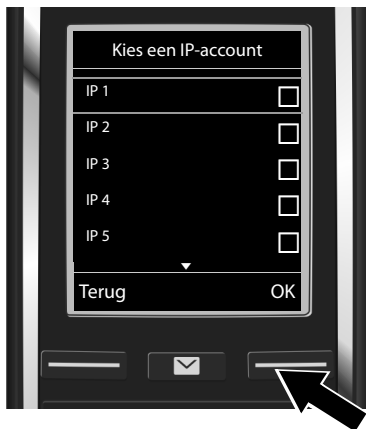 Kies een IP-account
IP 1
IP 2
IP 3
IP 4
IP 5
Terug OK